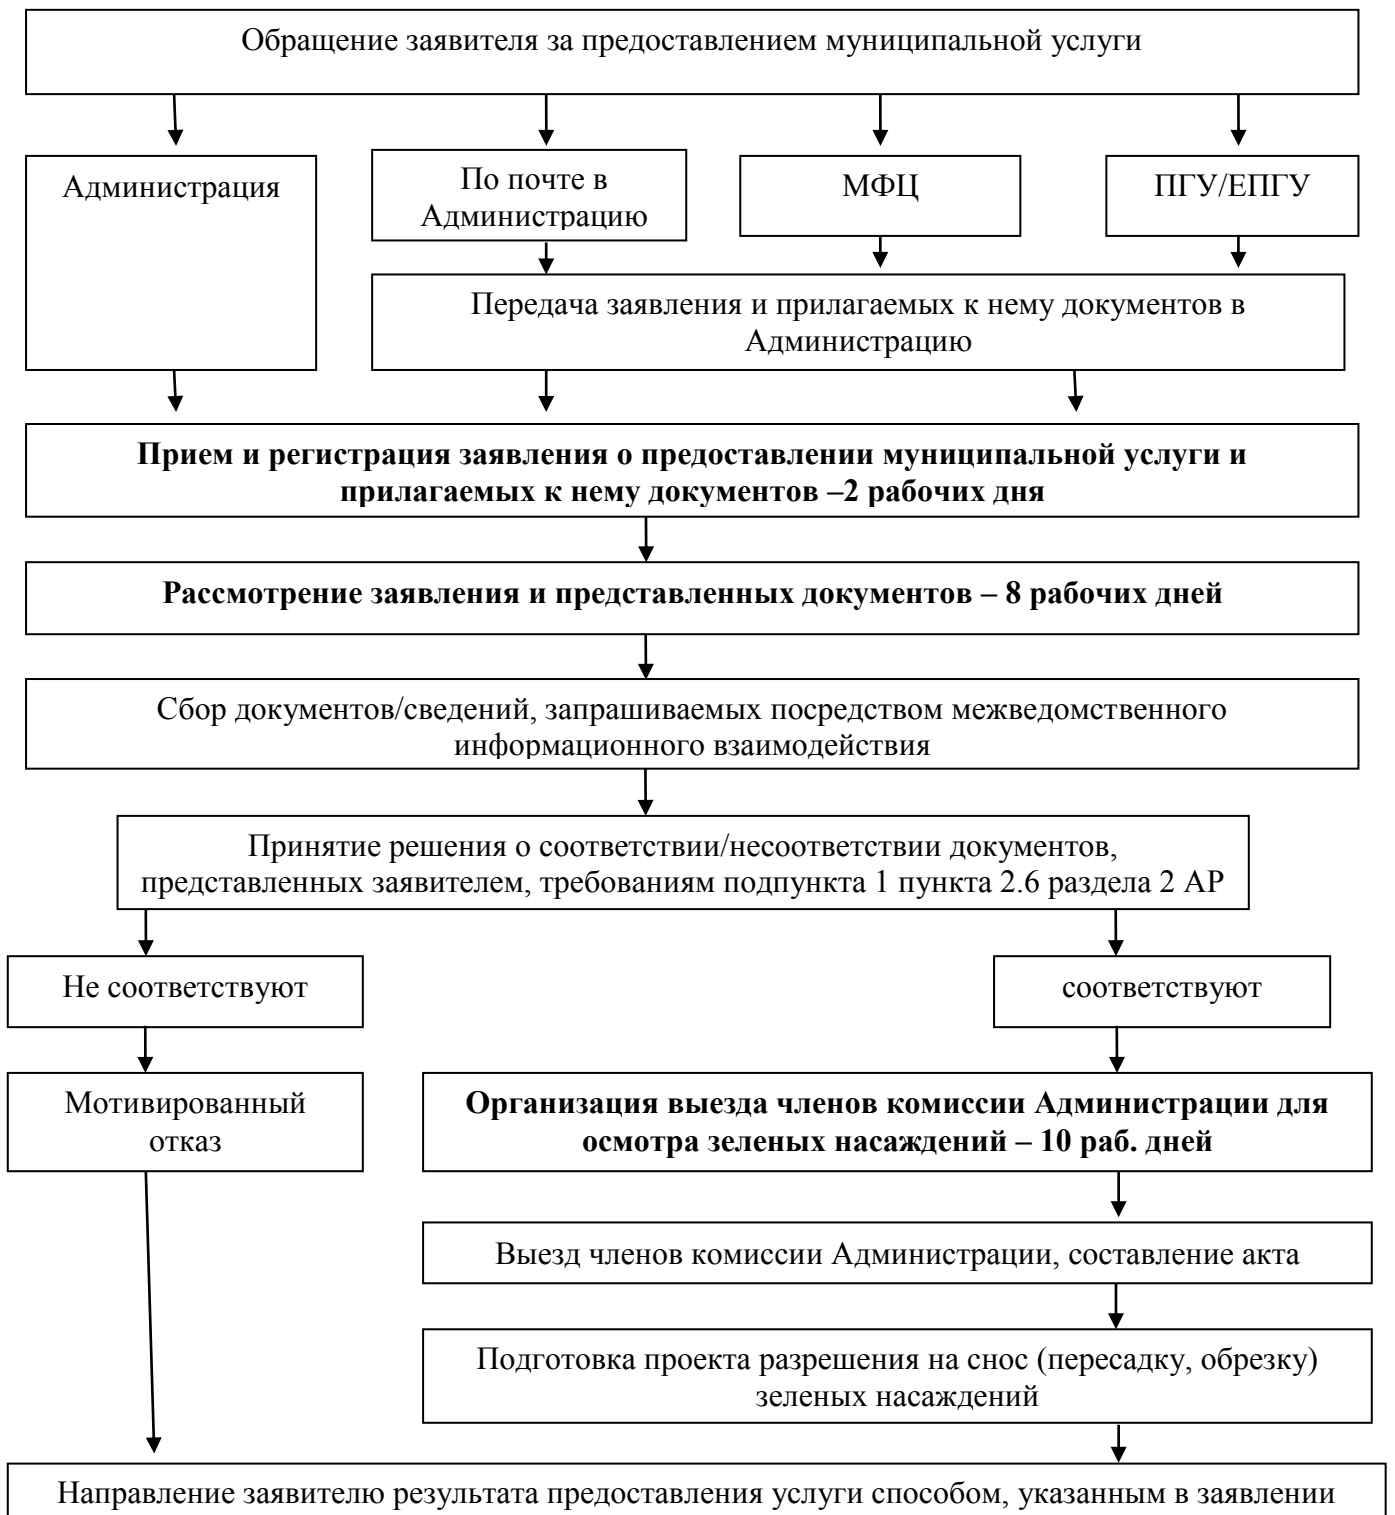 Обращение заявителя за предоставлением муниципальной услуги
Администрация
По почте в
Администрацию
МФЦ
ПГУ/ЕПГУ
Передача заявления и прилагаемых к нему документов в
Администрацию
Прием и регистрация заявления о предоставлении муниципальной услуги и
прилагаемых к нему документов –2 рабочих дня
Рассмотрение заявления и представленных документов – 8 рабочих дней
Сбор документов/сведений, запрашиваемых посредством межведомственного
информационного взаимодействия
Принятие решения о соответствии/несоответствии документов,
представленных заявителем, требованиям подпункта 1 пункта 2.6 раздела 2 АР
Не соответствуют
соответствуют
Мотивированный
отказ
Организация выезда членов комиссии Администрации для
осмотра зеленых насаждений – 10 раб. дней
Выезд членов комиссии Администрации, составление акта
Подготовка проекта разрешения на снос (пересадку, обрезку)
зеленых насаждений
Направление заявителю результата предоставления услуги способом, указанным в заявлении